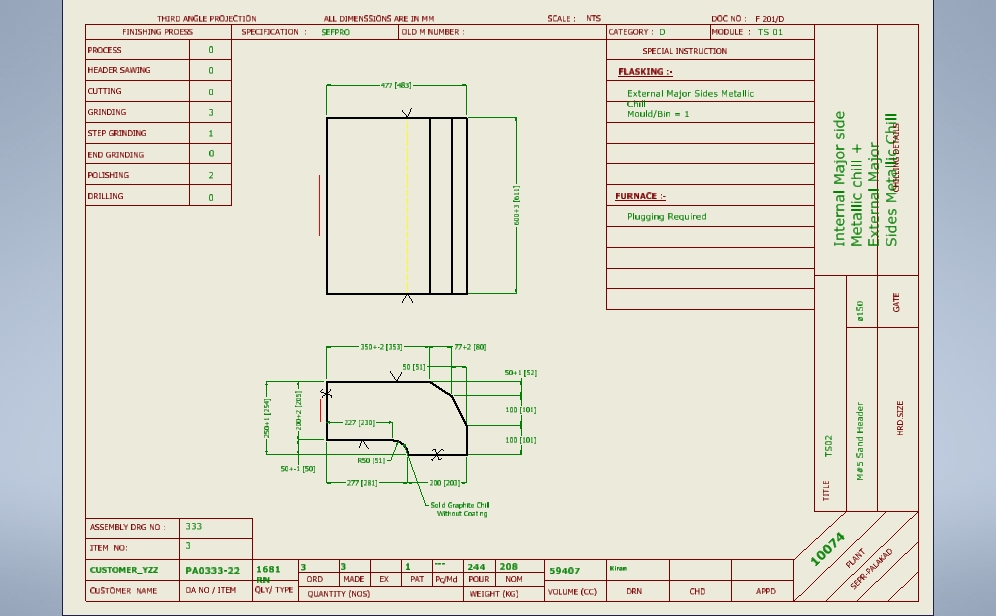 THIRD ANGLE PROJECTION ALL DIMENSSIONS ARE IN MM SCALE : NTS DOC NO : F 201/D
FINISHING PROESS SPECIFICATION : SEFPRO OLD M NUMBER : CATEGORY : D MODULE : TS 01
PROCESS 0
HEADER SAWING 0
CUTTING 0
GRINDING 3
STEP GRINDING 1
END GRINDING 0
POLISHING 2
DRILLING 0
SPECIAL INSTRUCTION
FLASKING :-
External Major Sides Metallic
Chill
Mould/Bin = 1
FURNACE :-
Plugging Required
Internal Major side
Metallic chill +
External Major
Sides Metallic Chill
ø150
GATE
TITLE TS02
M#5 Sand Header
HRD.SIZE
477 [483]
600+3 [611]
350+-2 [353] 77+2 [80]
50 [51]
50+1 [52]
100 [101]
100 [101]
250+1 [254]
200+2 [205]
227 [230]
R50 [51]
50+-1 [50]
277 [281] 200 [203]
Solid Graphite Chill
Without Coating
ASSEMBLY DRG NO : 333
ITEM NO: 3
CUSTOMER_YZZ PA0333-22 1681
RN
3 3 1 --- 244 208 59407 Kiran
CUSTOMER NAME OA NO / ITEM QLY/ TYPE
ORD MADE EX PAT Pc/Md POUR NOM
QUANTITY (NOS) WEIGHT (KG) VOLUME (CC) DRN CHD APPD
10074
PLANT
SEPR-PALAKAD